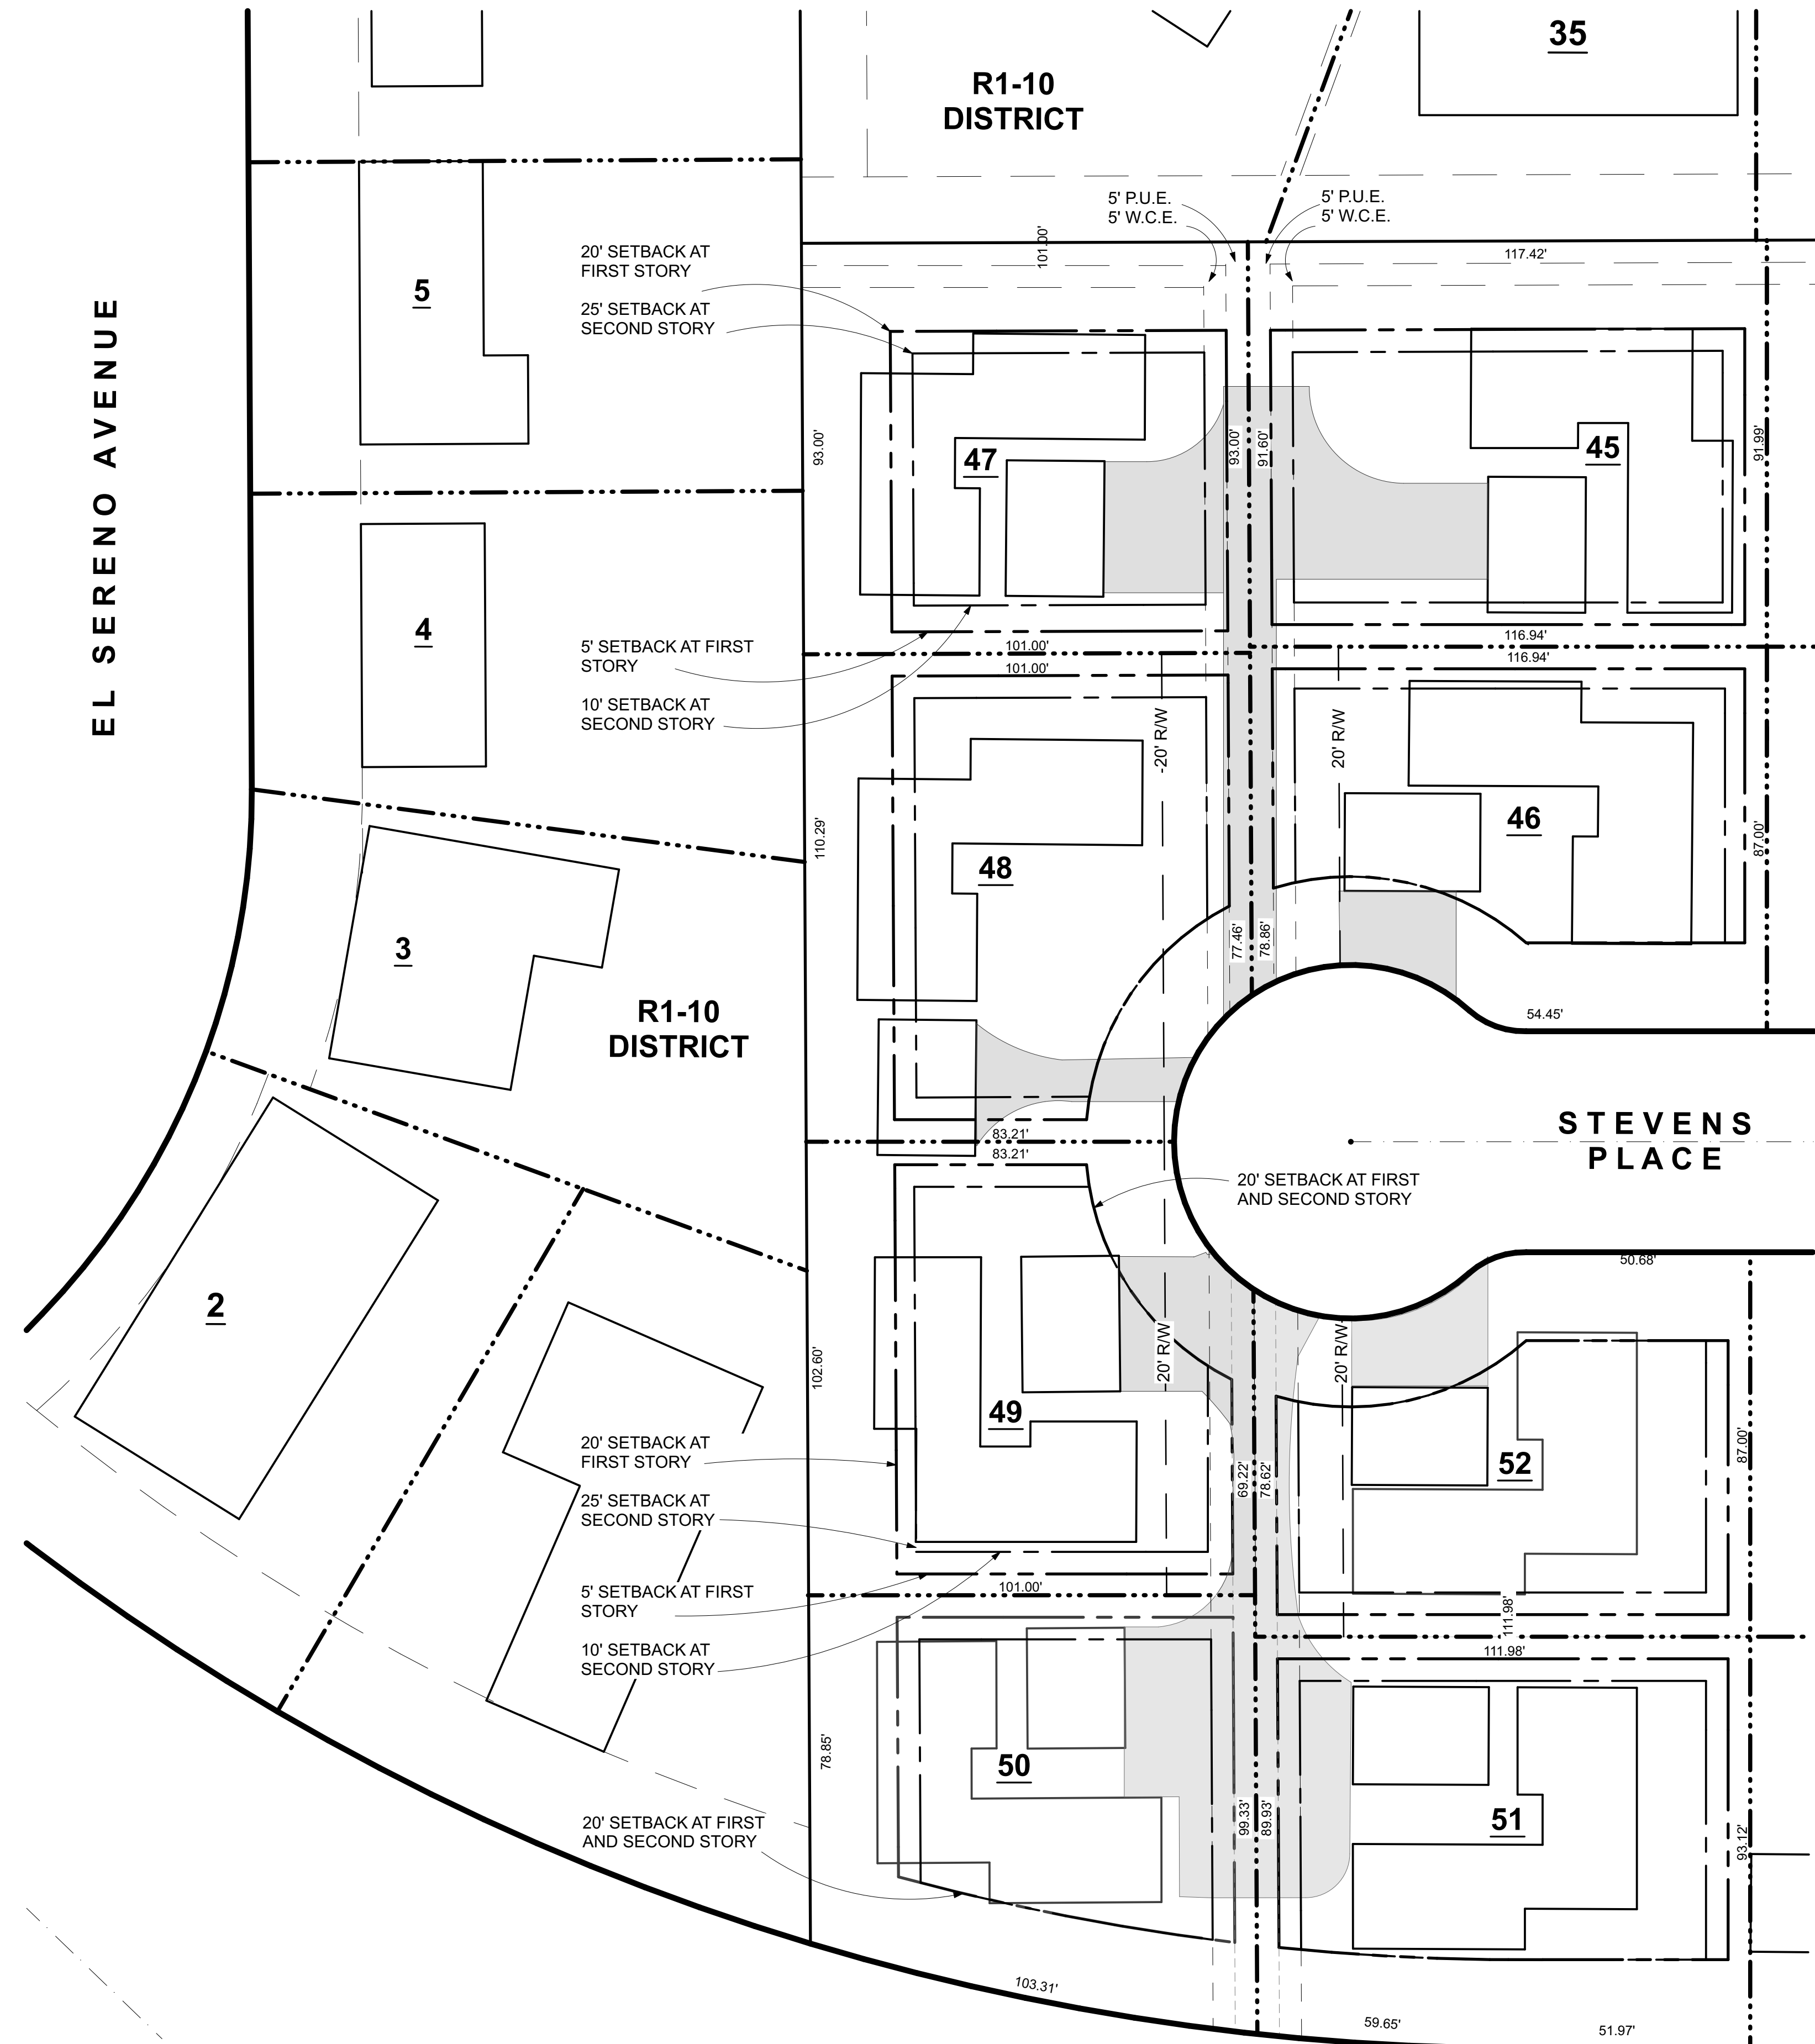 35
R1-10
DISTRICT
5' P.U.E.
5' W.C.E.
5' P.U.E.
5' W.C.E.
101.00'
117.42'
20' SETBACK AT
FIRST STORY
25' SETBACK AT
SECOND STORY
5
EL SERENO AVENUE
93.00'
47
93.00'
91.60'
45
91.99'
4
5' SETBACK AT FIRST
STORY
10' SETBACK AT
SECOND STORY
101.00'
101.00'
116.94'
116.94'
20' R/W
20' R/W
110.29'
48
46
87.00'
3
77.46'
78.86'
R1-10
DISTRICT
54.45'
83.21'
83.21'
STEVENS
PLACE
20' SETBACK AT FIRST
AND SECOND STORY
50.68'
2
102.60'
20' R/W
20' R/W
49
20' SETBACK AT
FIRST STORY
25' SETBACK AT
SECOND STORY
69.22'
78.62'
52
87.00'
5' SETBACK AT FIRST
STORY
10' SETBACK AT
SECOND STORY
101.00'
111.98'
111.98'
78.85'
50
99.33'
89.93'
51
93.12'
20' SETBACK AT FIRST
AND SECOND STORY
103.31'
59.65'
51.97'